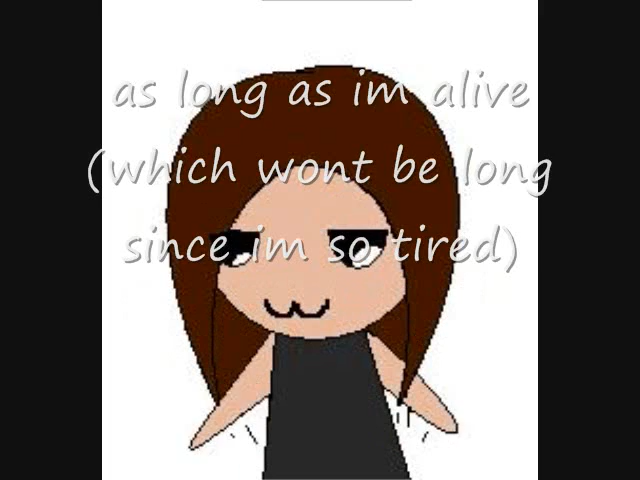 as long as im alive
(which wont be long
since im so tired)